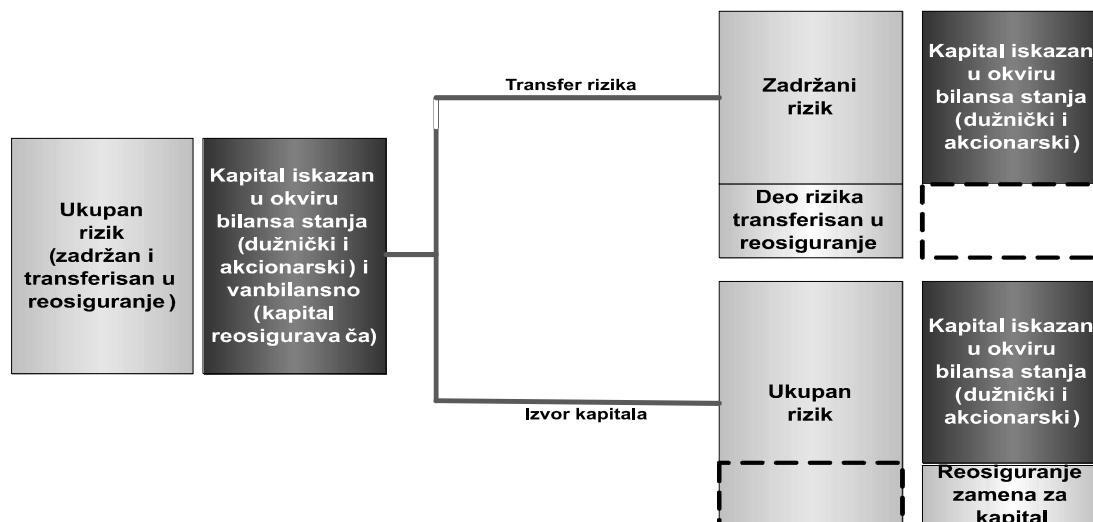 Ukupan
rizik
(zadržan i
transferisan u
reosiguranje)
Kapital iskazan
u okviru
bilansa stanja
(dužnički i
akcionarski) i
vanbilansno
(kapital
reosigurava ča)
Transfer rizika
Zadržani
rizik
Deo rizika
transferisan u
reosiguranje
Kapital iskazan
u okviru
bilansa stanja
(dužnički i
akcionarski)
Izvor kapitala
Ukupan
rizik
Kapital iskazan
u okviru
bilansa stanja
(dužnički i
akcionarski)
Reosiguranje
zamena za
kapital